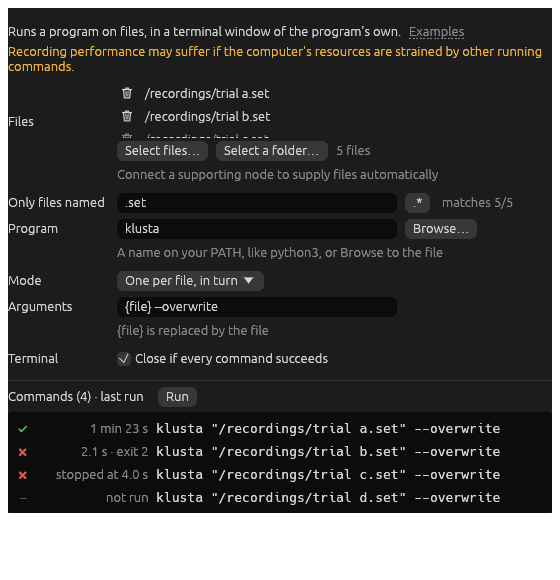 Runs a program on files, in a terminal window of the program's own. Examples
Recording performance may suffer if the computer's resources are strained by other running
commands.
/recordings/trial a.set
Files
/recordings/trial b.set
Select files... Select a folder... 5 files
Connect a supporting node to supply files automatically
Only files named .set .* matches 5/5
Program klusta Browse...
A name on your PATH, like python3, or Browse to the file
Mode One per file, in turn
Arguments {file} --overwrite
{file} is replaced by the file
Terminal Close if every command succeeds
Commands (4) · last run Run
1 min 23 s klusta "/recordings/trial a.set" --overwrite
2.1 s · exit 2 klusta "/recordings/trial b.set" --overwrite
stopped at 4.0 s klusta "/recordings/trial c.set" --overwrite
– not run klusta "/recordings/trial d.set" --overwrite